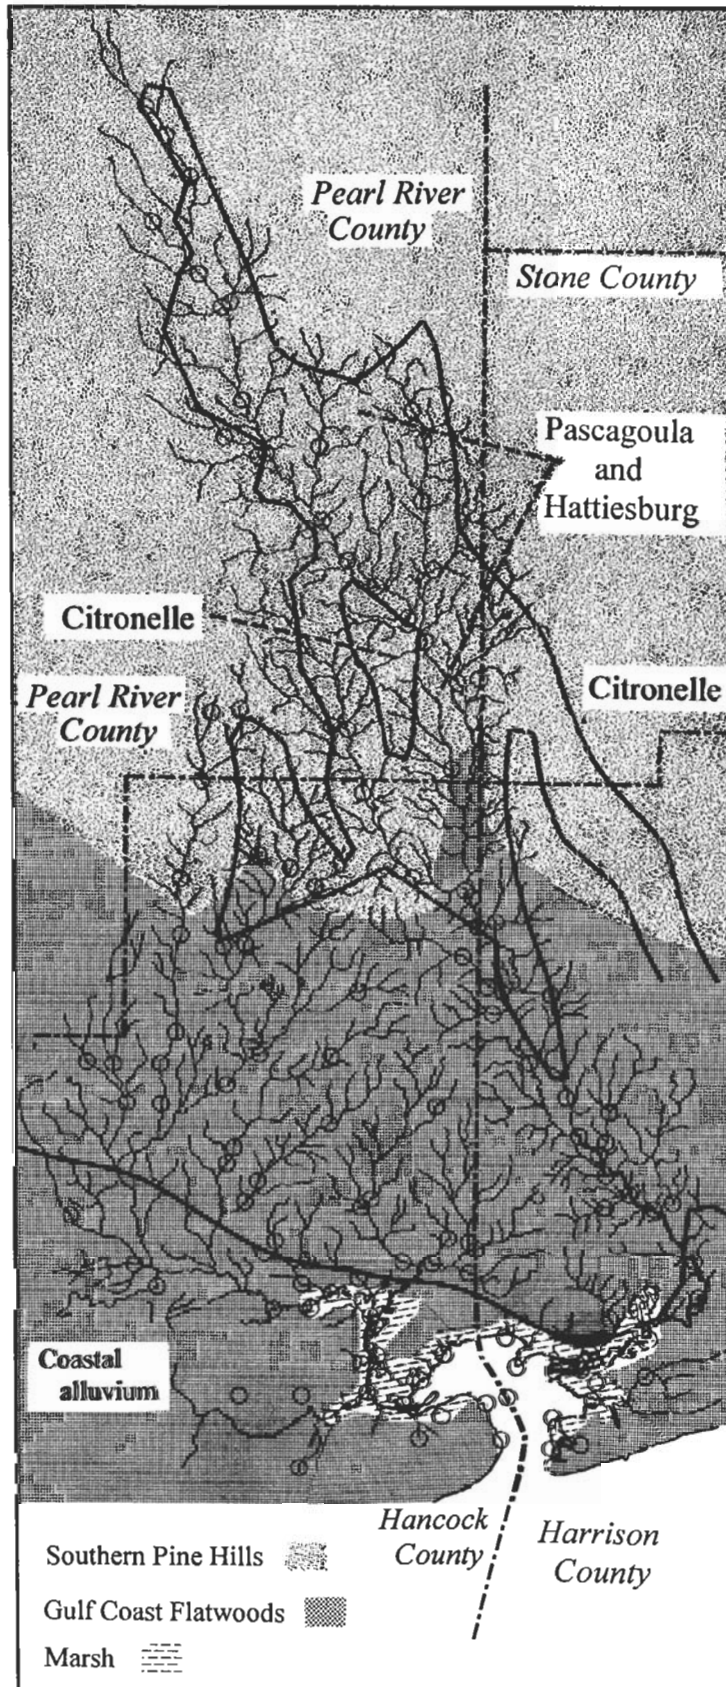 Pearl River
County
Stone County
Pascagoula
and
Hattiesburg
Citronelle
Citronelle
Pearl River
County
Coastal
alluvium
Hancock
County
Harrison
County
Southern Pine Hills
Gulf Coast Flatwoods
Marsh